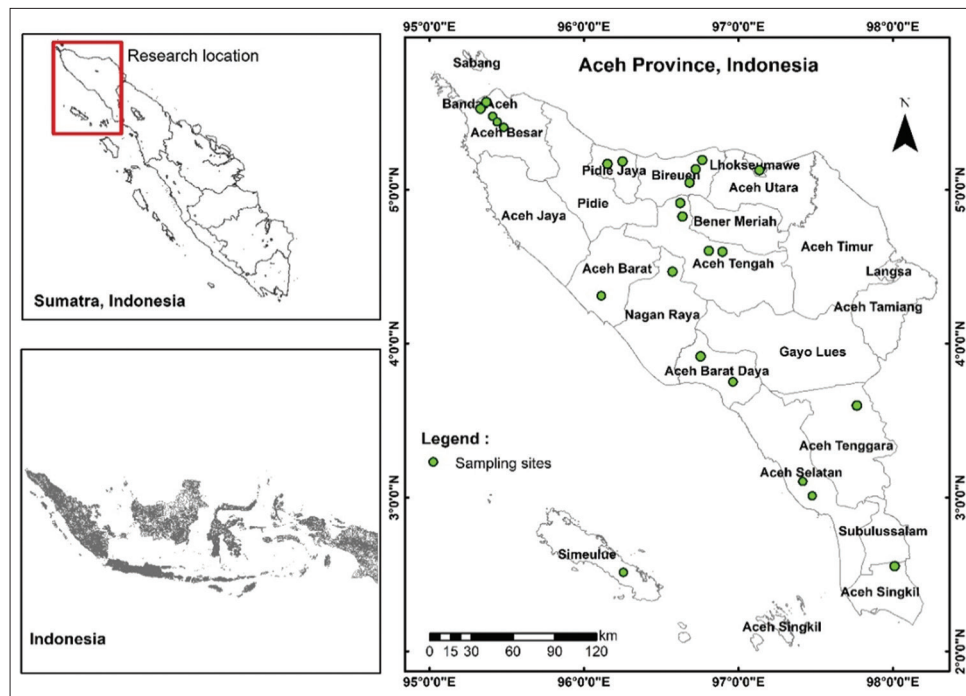 Research location
Sumatra, Indonesia
Indonesia
95°0'0"E 96°0'0"E 97°0'0"E 98°0'0"E
Aceh Province, Indonesia
N
Sabang
Banda Aceh
Aceh Besar
Pidie Jaya
Bireuen
Lhokseumawe
Aceh Utara
Aceh Jaya
Pidie
Bener Meriah
Aceh Timur
Aceh Barat
Aceh Tengah
Langsa
Nagan Raya
Aceh Tamiang
Gayo Lues
Aceh Barat Daya
Aceh Tenggara
Aceh Selatan
Subulussalam
Simeulue
Aceh Singkil
Aceh Singkil
Legend :
Sampling sites
km
0 15 30 60 90 120
5°0'0"N
4°0'0"N
3°0'0"N
2°0'0"N
95°0'0"E 96°0'0"E 97°0'0"E 98°0'0"E